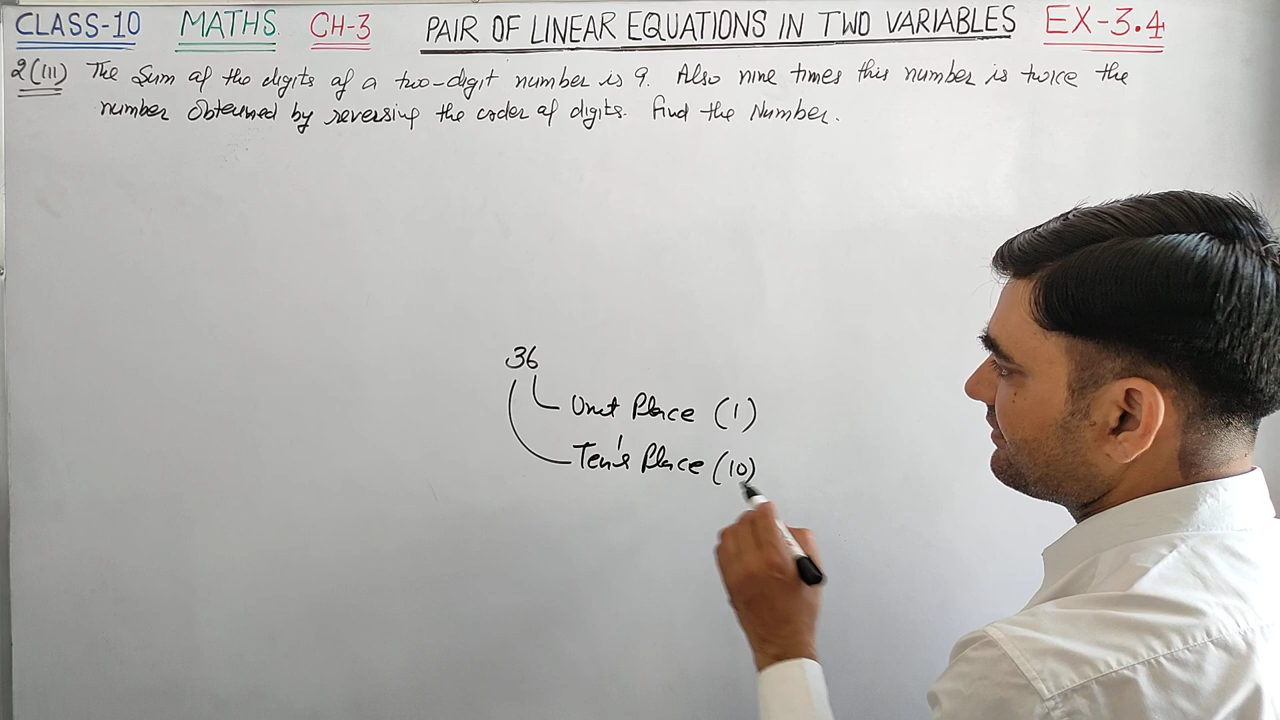 CLASS-10 MATHS CH-3 PAIR OF LINEAR EQUATIONS IN TWO VARIABLES EX-3.4
2(III) The Sum of the digits of a two-digit number is 9. Also nine times this number is twice the
number obtained by reversing the order of digits. Find the Number.
36
Unit Place (1)
Ten's Place (10)